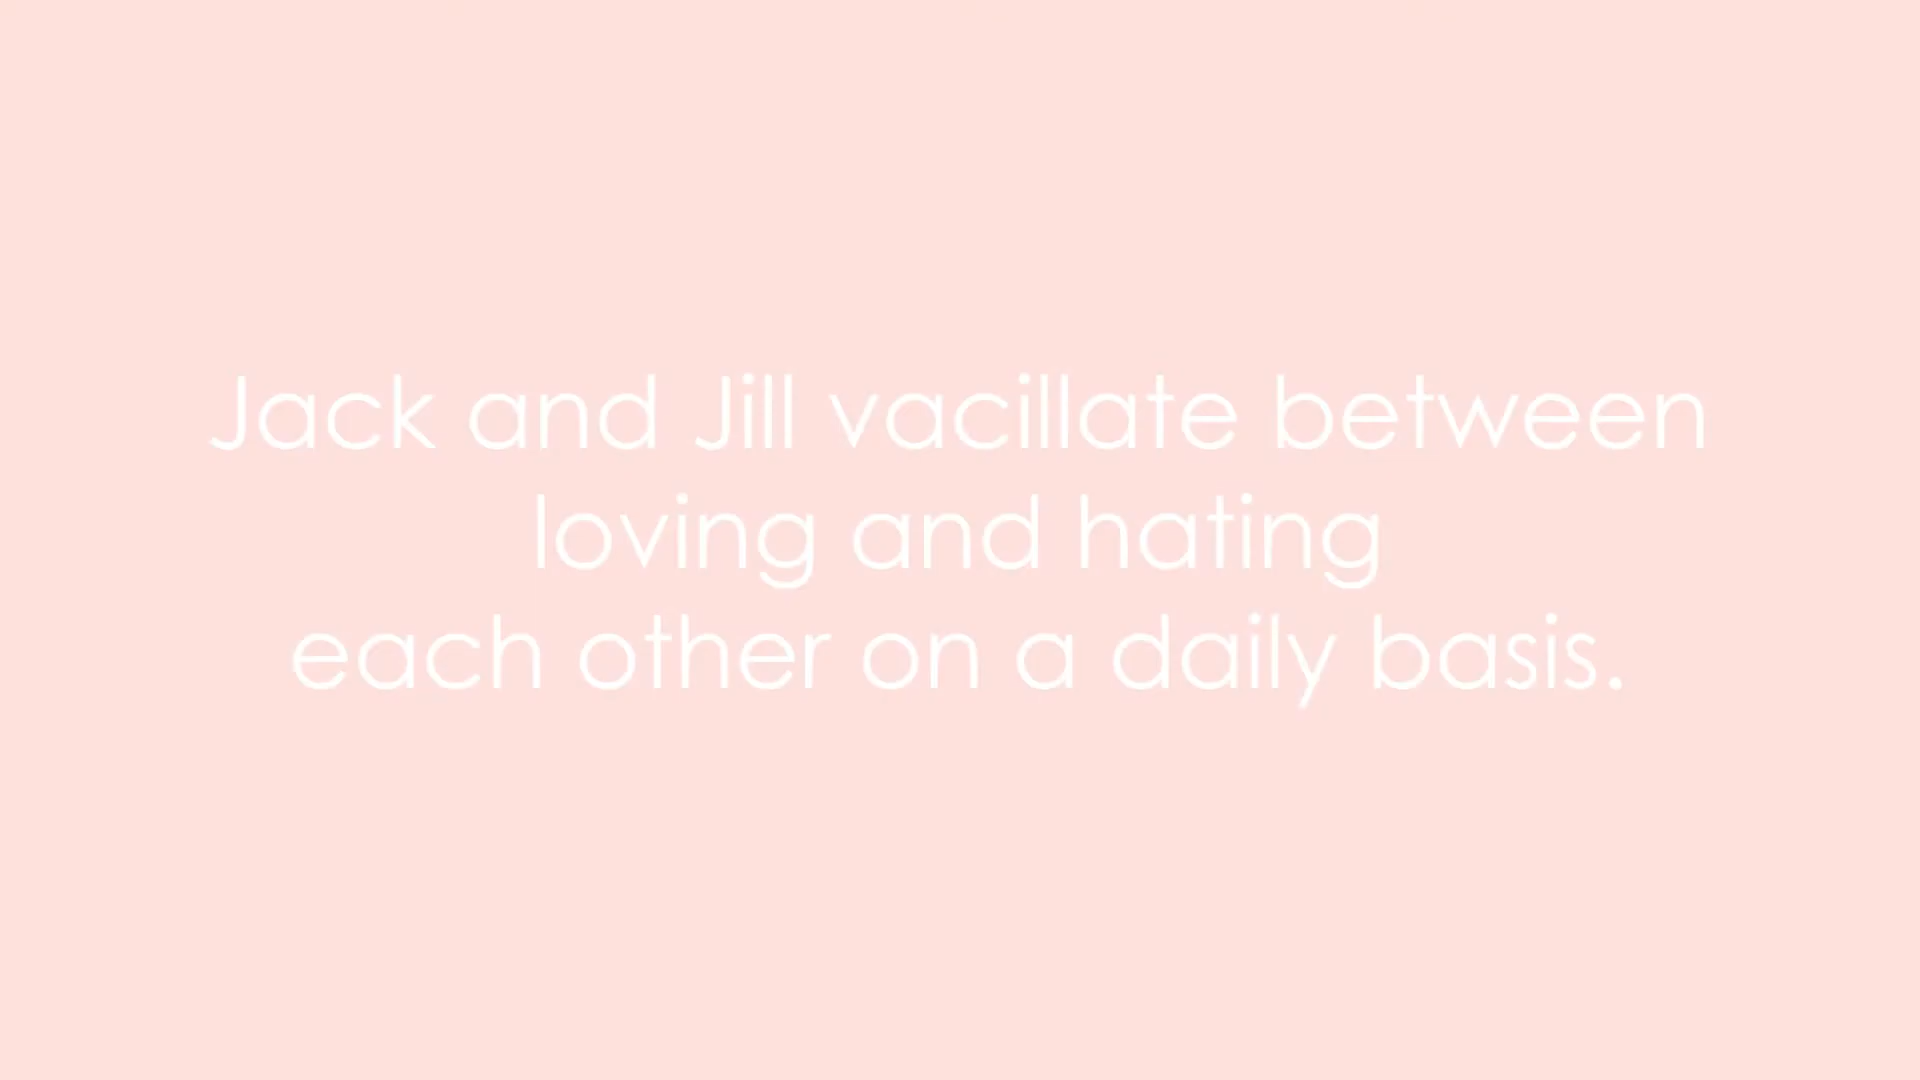 Jack and Jill vacillate between
loving and hating
each other on a daily basis.